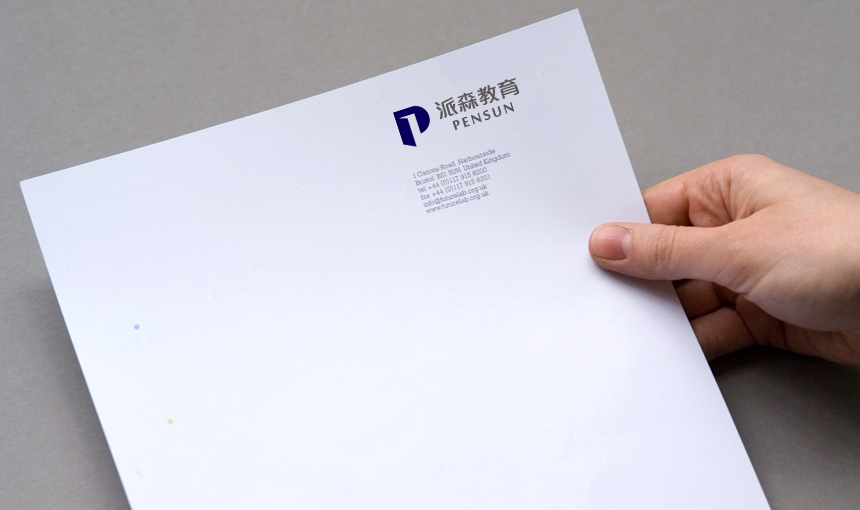 派森教育
PENSUN
1 Canons Road Harbourside
Bristol BS1 5UN United Kingdom
tel +44 (0)117 915 8200
fax +44 (0)117 915 8201
info@futurelab.org.uk
www.futurelab.org.uk